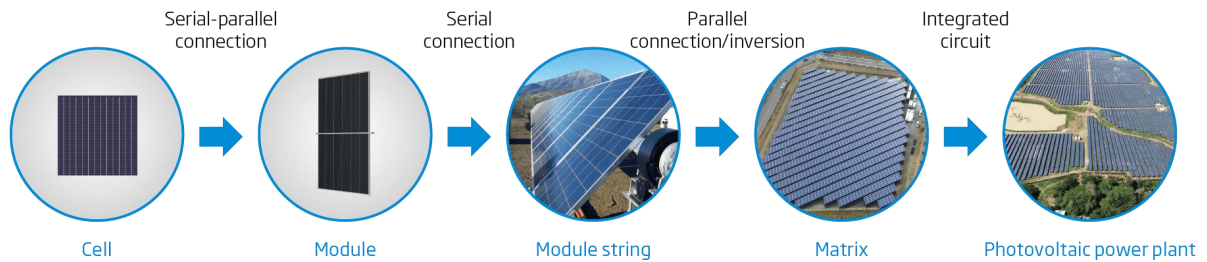 Serial-parallel
connection
Serial
connection
Parallel
connection/inversion
Integrated
circuit
Cell
Module
Module string
Matrix
Photovoltaic power plant